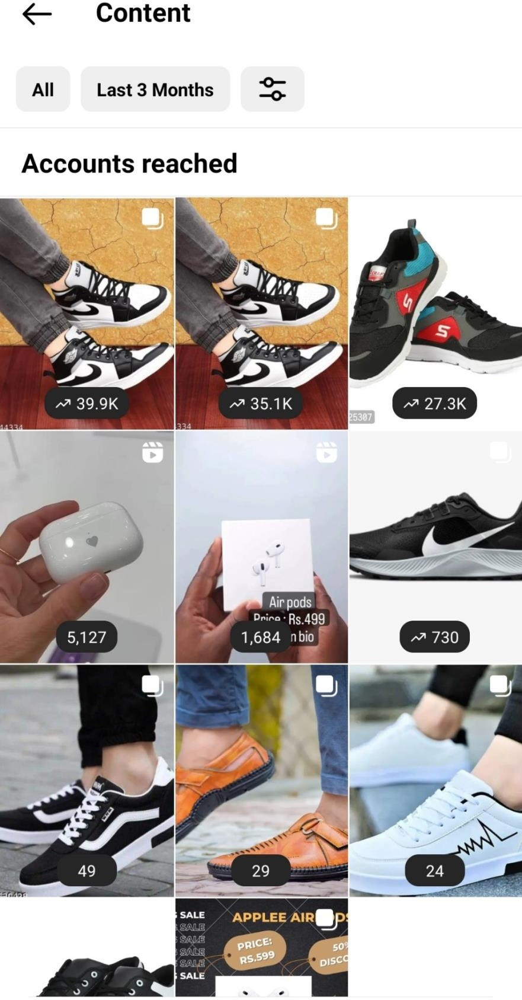 Content
All
Last 3 Months
Accounts reached
39.9K
35.1K
27.3K
44334
334
25307
5,127
Air pods
Price : Rs.499
1,684
n bio
730
49
29
24
SALE
SALE
SALE
SALE
SALE
SALE
APPLEE AIR
PRICE:
RS.599
50%
DISCO